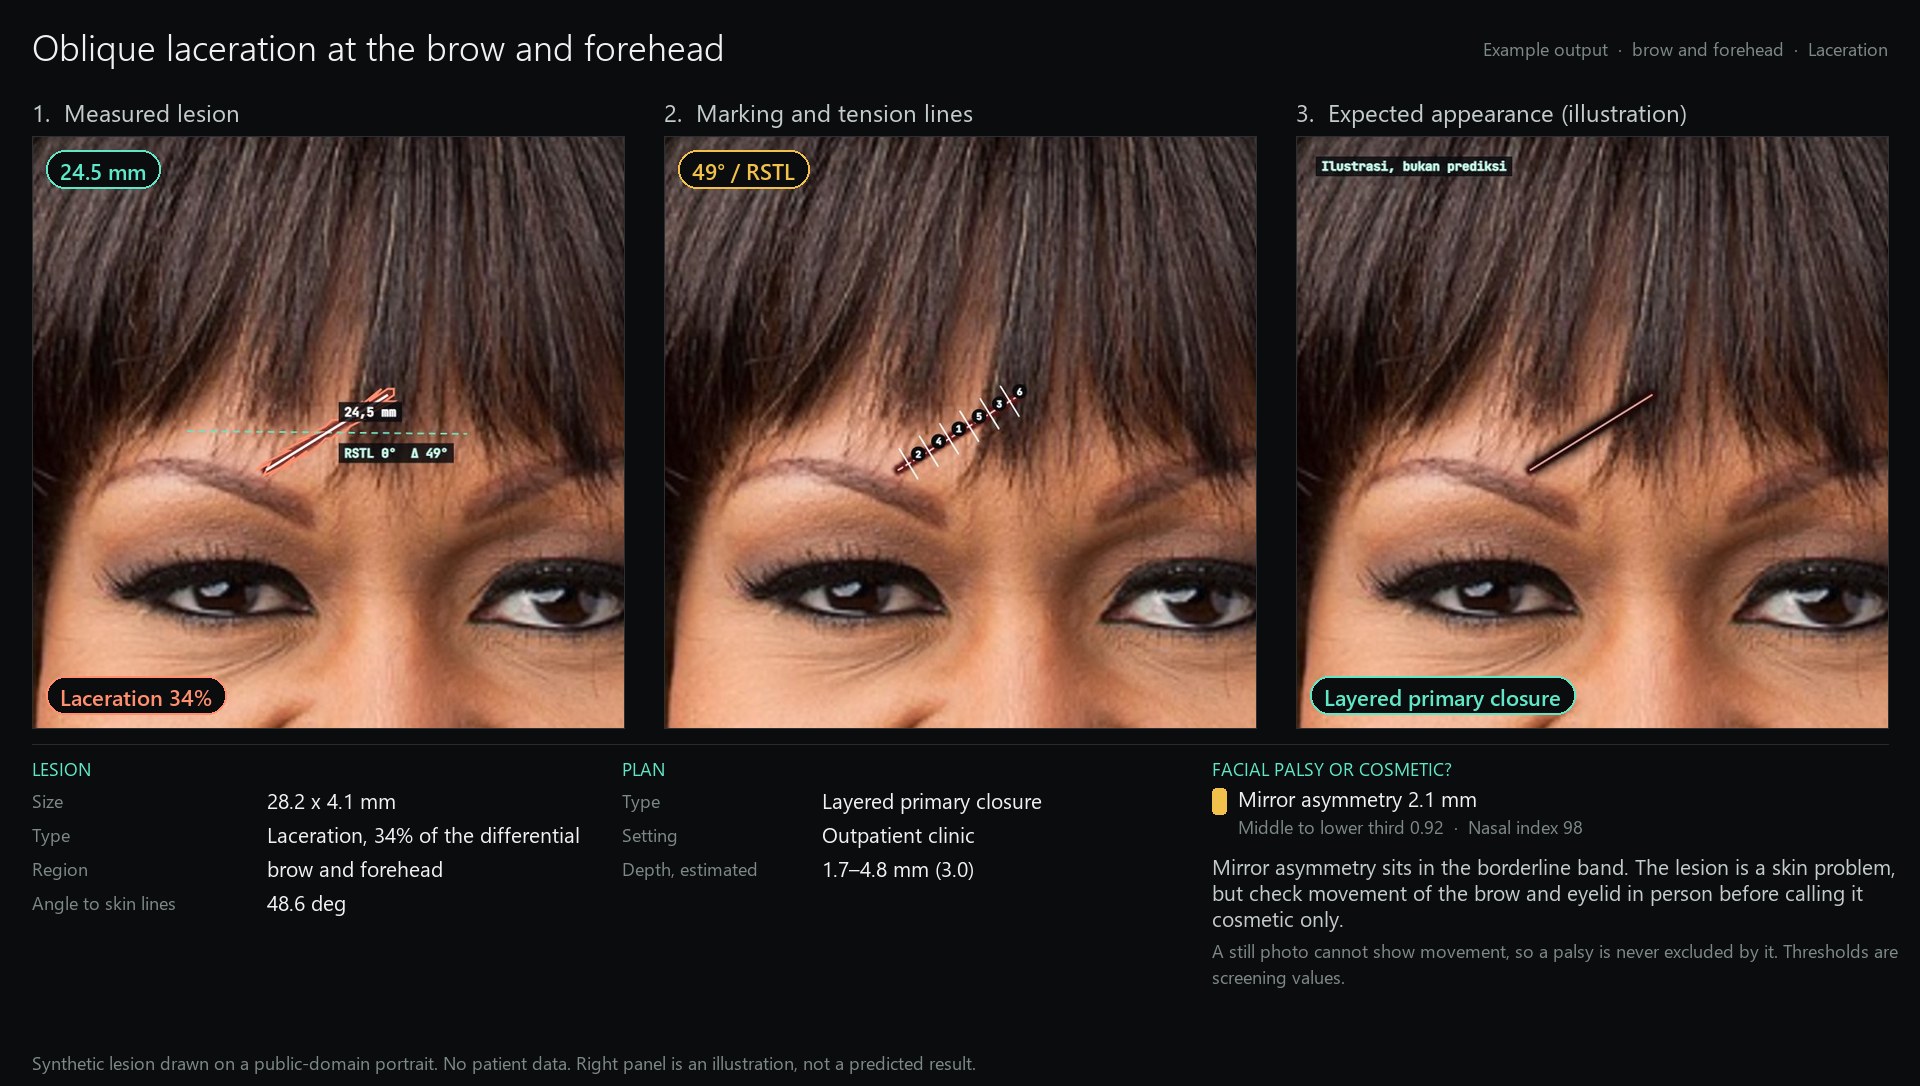 Oblique laceration at the brow and forehead
Example output · brow and forehead · Laceration
1. Measured lesion
2. Marking and tension lines
3. Expected appearance (illustration)
24.5 mm
24,5 mm
RSTL 0° Δ 49°
Laceration 34%
49° / RSTL
2 4 1 5 3 6
Ilustrasi, bukan prediksi
Layered primary closure
LESION
Size 28.2 x 4.1 mm
Type Laceration, 34% of the differential
Region brow and forehead
Angle to skin lines 48.6 deg
PLAN
Type Layered primary closure
Setting Outpatient clinic
Depth, estimated 1.7–4.8 mm (3.0)
FACIAL PALSY OR COSMETIC?
Mirror asymmetry 2.1 mm
Middle to lower third 0.92 · Nasal index 98
Mirror asymmetry sits in the borderline band. The lesion is a skin problem,
but check movement of the brow and eyelid in person before calling it
cosmetic only.
A still photo cannot show movement, so a palsy is never excluded by it. Thresholds are
screening values.
Synthetic lesion drawn on a public-domain portrait. No patient data. Right panel is an illustration, not a predicted result.